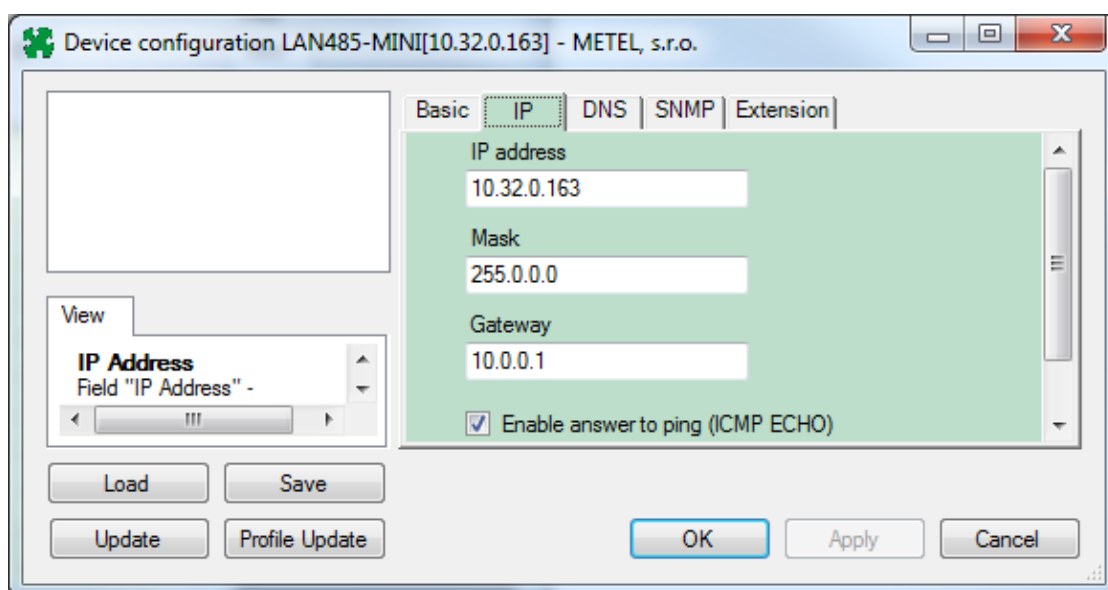 Device configuration LAN485-MINI[10.32.0.163] - METEL, s.r.o.
Basic IP DNS SNMP Extension
IP address
10.32.0.163
Mask
255.0.0.0
Gateway
10.0.0.1
Enable answer to ping (ICMP ECHO)
View
IP Address
Field "IP Address" -
Load Save
Update Profile Update
OK Apply Cancel